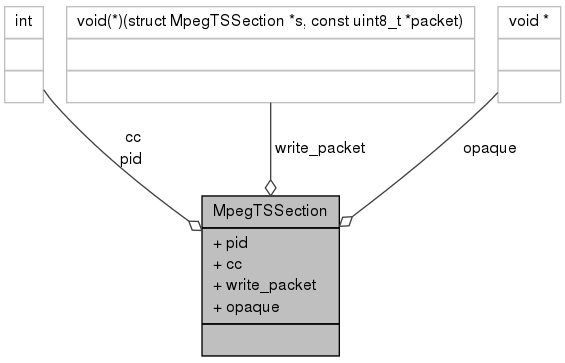 int
void(*)(struct MpegTSSection *s, const uint8_t *packet)
void *
cc
pid
write_packet
opaque
MpegTSSection
+ pid
+ cc
+ write_packet
+ opaque